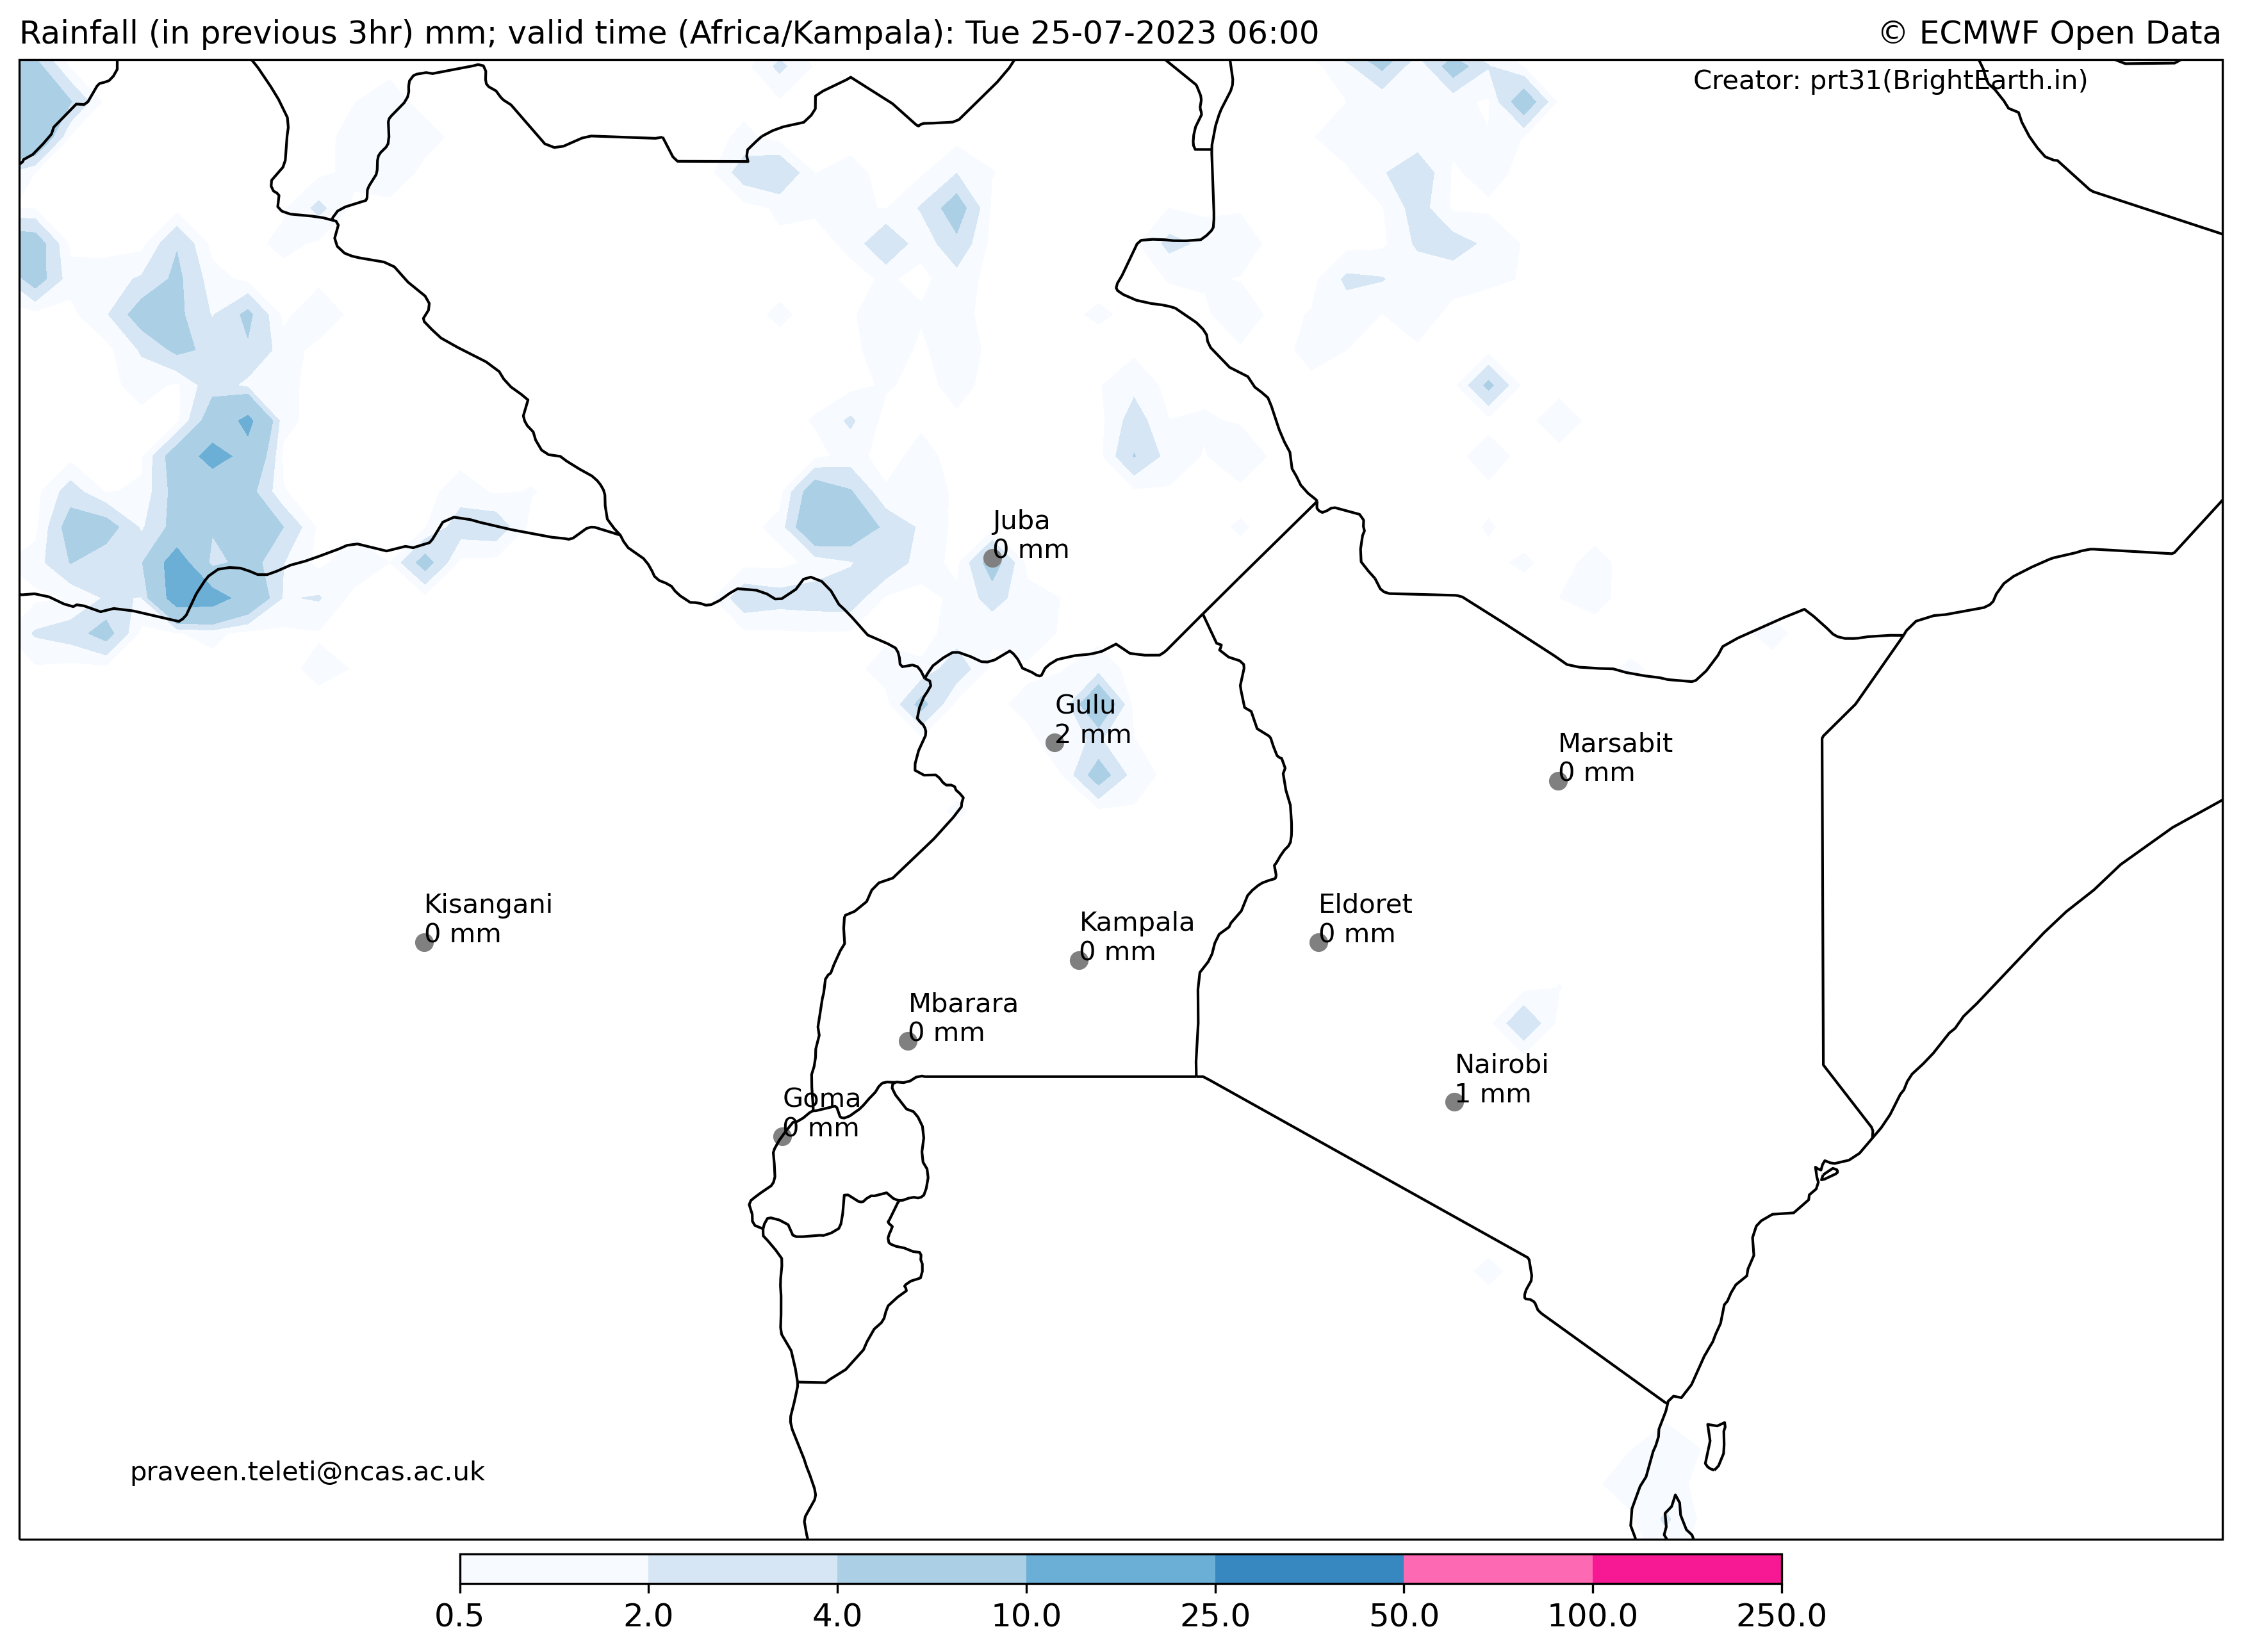 Rainfall (in previous 3hr) mm; valid time (Africa/Kampala): Tue 25-07-2023 06:00
© ECMWF Open Data
Creator: prt31(BrightEarth.in)
Juba
0 mm
Gulu
2 mm
Marsabit
0 mm
Kisangani
0 mm
Kampala
0 mm
Eldoret
0 mm
Mbarara
0 mm
Nairobi
1 mm
Goma
0 mm
praveen.teleti@ncas.ac.uk
0.5 2.0 4.0 10.0 25.0 50.0 100.0 250.0